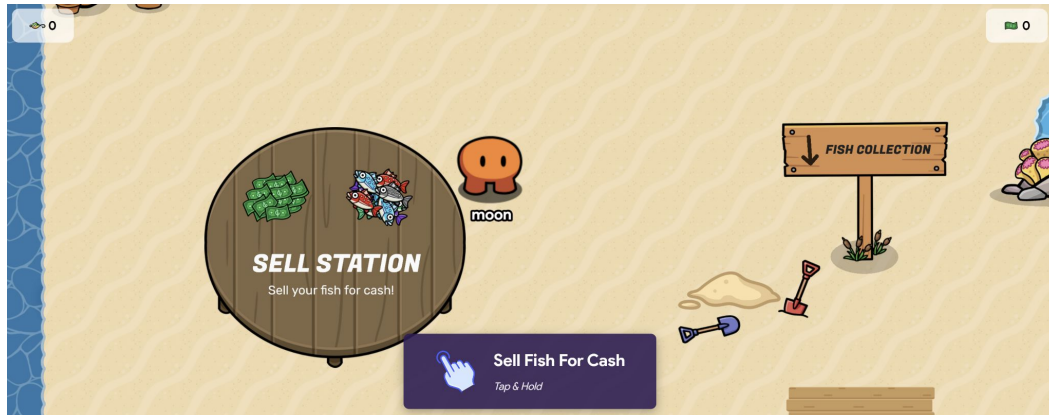 0
0
FISH COLLECTION
moon
SELL STATION
Sell your fish for cash!
Sell Fish For Cash
Tap & Hold